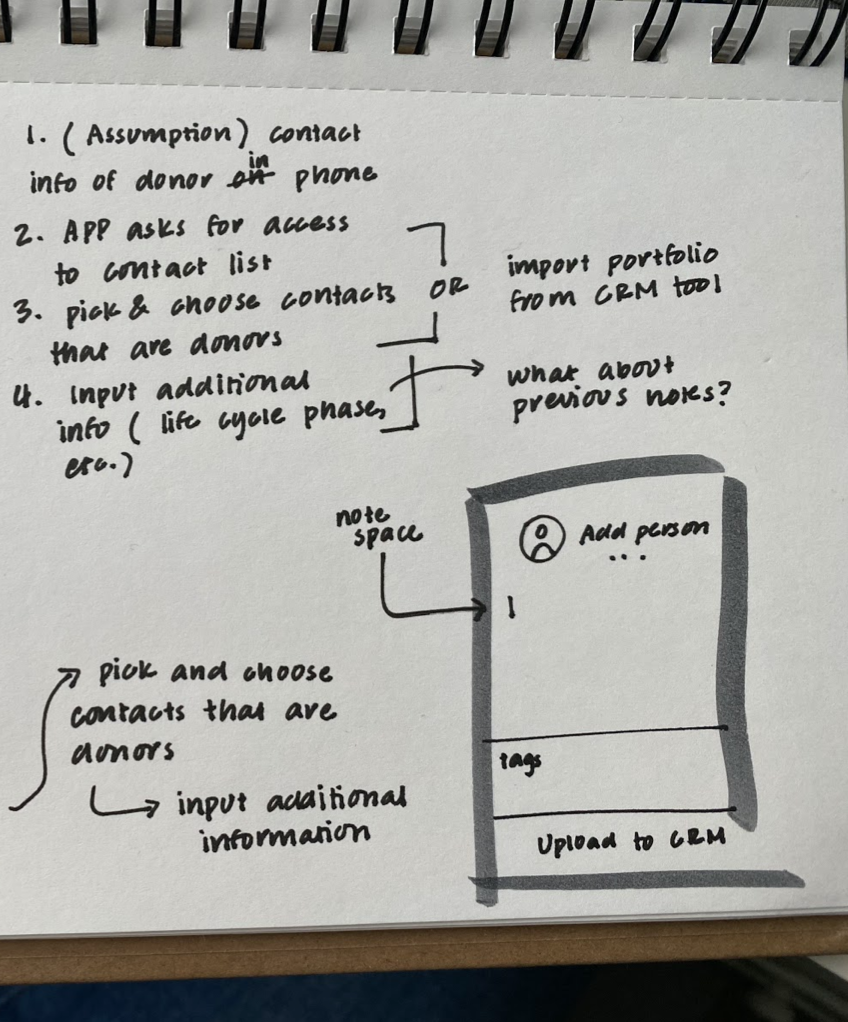 1. (Assumption) contact
info of donor on in phone
2. APP asks for access
to contact list
3. pick & choose contacts
that are donors
4. Input additional
info ( life cycle phase,
etc.)
OR
import portfolio
from CRM tool
what about
previous notes?
note
space
Add person
...
tags
Upload to CRM
pick and choose
contacts that are
donors
input additional
information